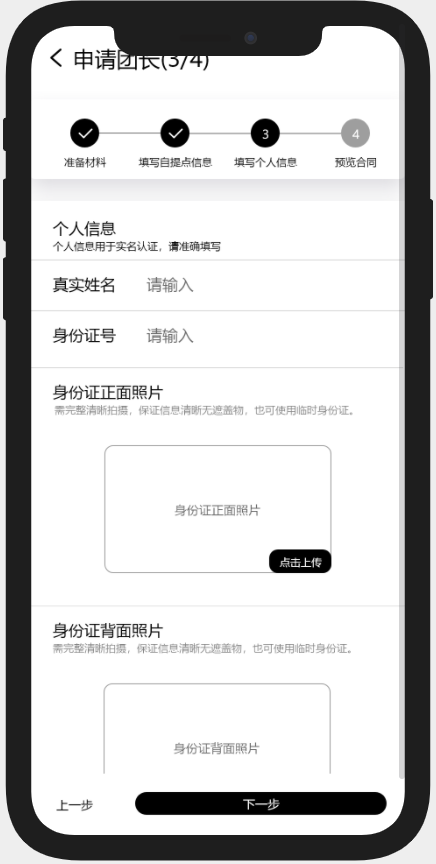 申请团长(3/4)
3
4
准备材料
填写自提点信息
填写个人信息
预览合同
个人信息
个人信息用于实名认证，请准确填写
真实姓名
请输入
身份证号
请输入
身份证正面照片
需完整清晰拍摄，保证信息清晰无遮盖物，也可使用临时身份证。
身份证正面照片
点击上传
身份证背面照片
需完整清晰拍摄，保证信息清晰无遮盖物，也可使用临时身份证。
身份证背面照片
上一步
下一步